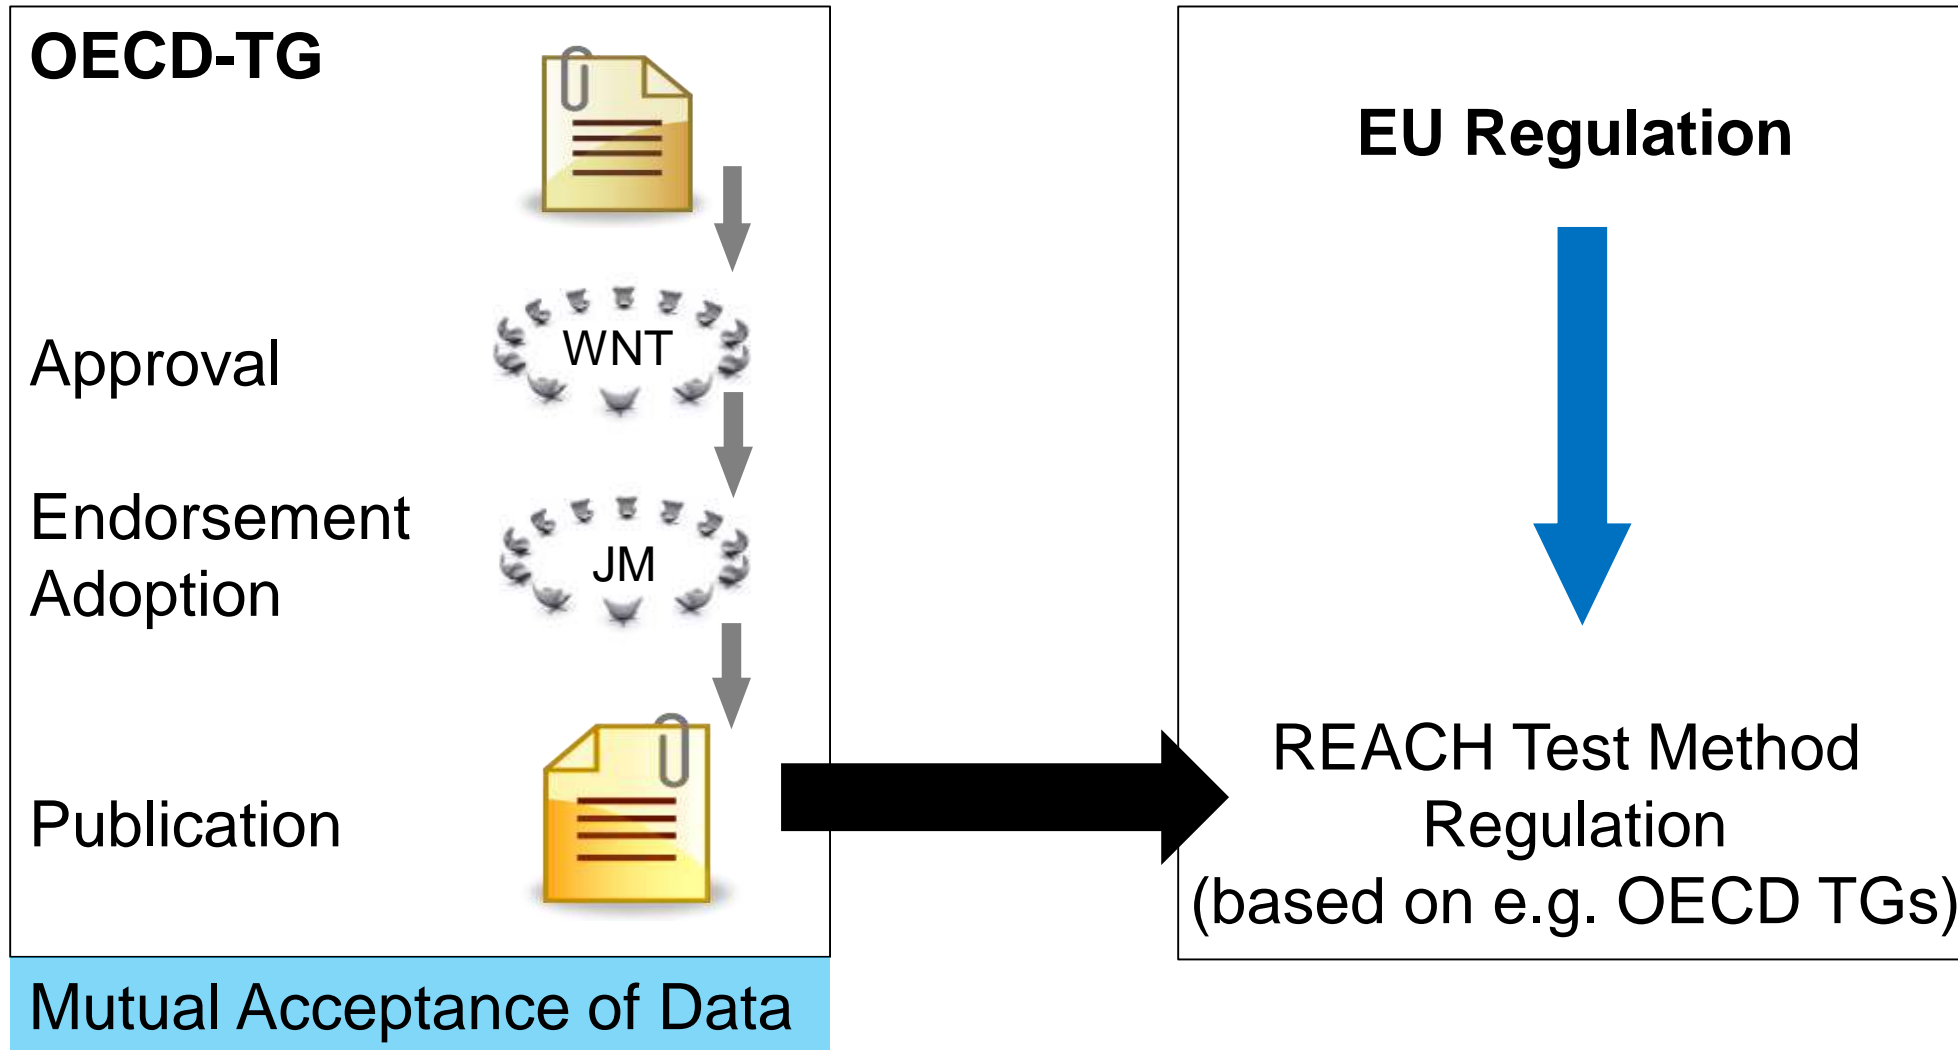 OECD-TG
Approval
WNT
Endorsement
Adoption
JM
Publication
Mutual Acceptance of Data
EU Regulation
REACH Test Method
Regulation
(based on e.g. OECD TGs)